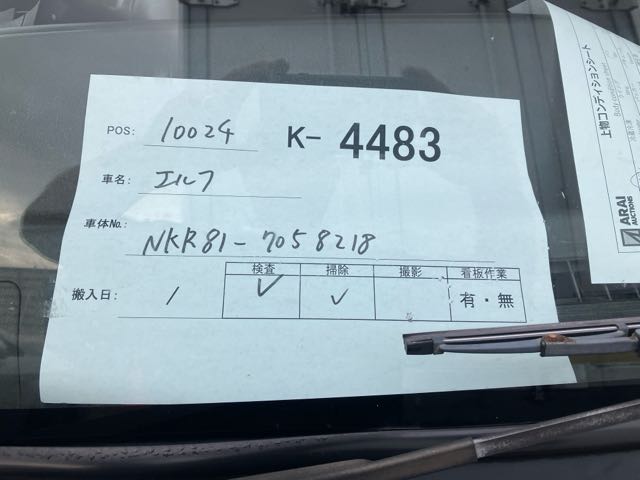 POS: 10024 K- 4483
車名: エルフ
車体No. NKR81-7058218
検査 掃除 撮影 看板作業
搬入日: / ✓ ✓ 有・無
上物コンディションシート
ARAI
AUCTIONS